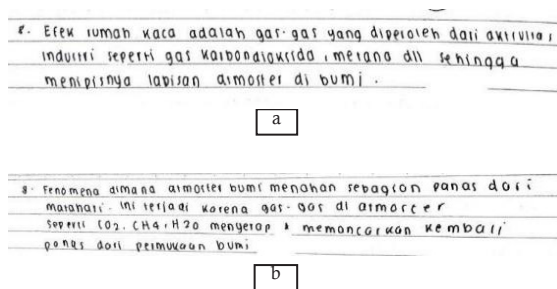 8. Efek rumah kaca adalah gas-gas yang diperoleh dari aktivitas
industri seperti gas karbondioksida, metana dll sehingga
menipisnya lapisan atmosfer di bumi.
a
8. Fenomena dimana atmosfer bumi menahan sebagian panas dari
matahari. Ini terjadi karena gas-gas di atmosfer
seperti CO2, CH4, H2O menyerap & memancarkan kembali
panas dari permukaan bumi
b